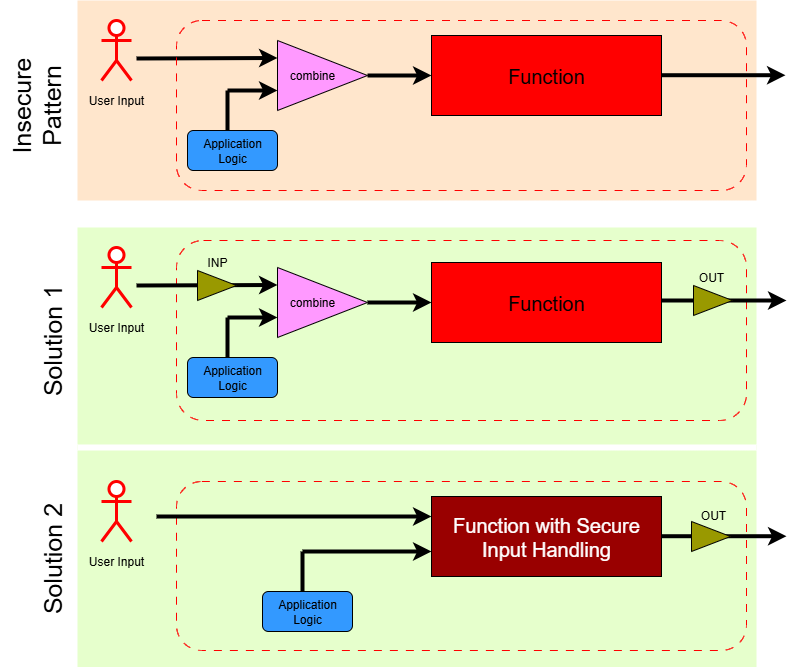 Insecure
Pattern
User Input
combine
Application
Logic
Function
Solution 1
User Input
INP
combine
Application
Logic
Function
OUT
Solution 2
User Input
Application
Logic
Function with Secure
Input Handling
OUT